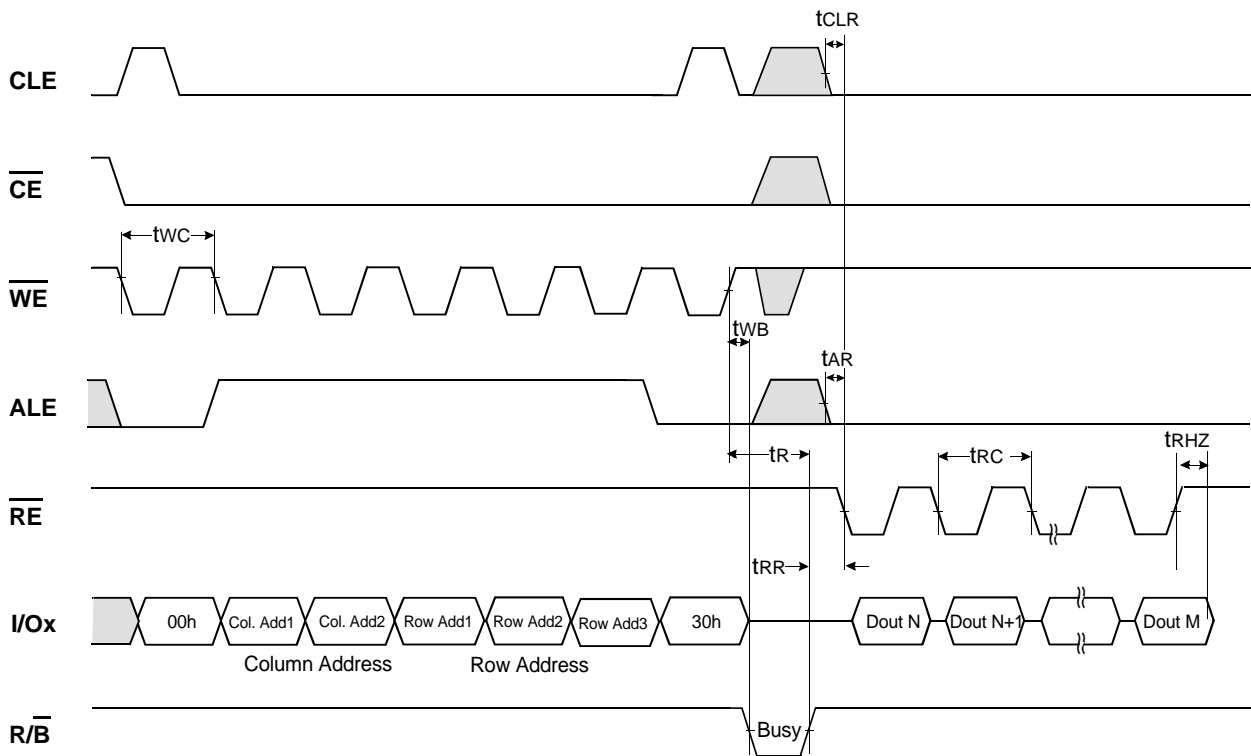 tCLR
CLE
CE
tWC
WE
tWB
tAR
ALE
tR
tRC
tRHZ
RE
tRR
I/Ox
00h
Col. Add1
Col. Add2
Row Add1
Row Add2
Row Add3
30h
Dout N
Dout N+1
Dout M
Column Address
Row Address
R/B
Busy